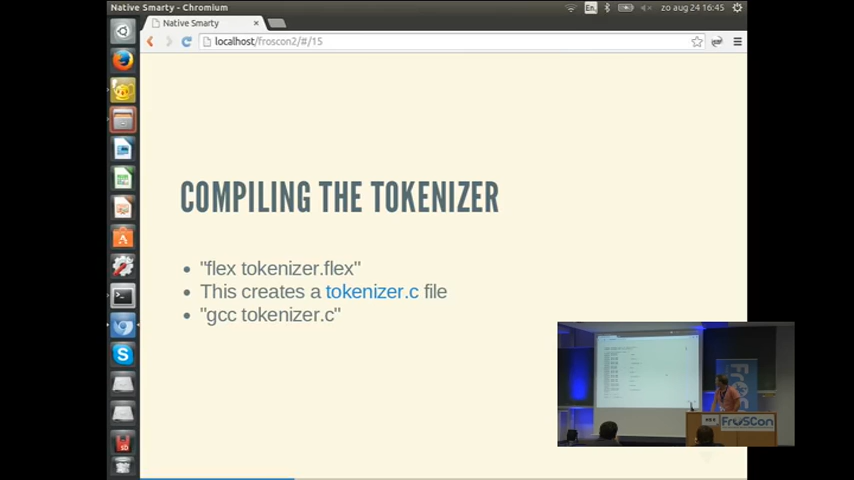 Native Smarty - Chromium
En
zo aug 24 16:45
Native Smarty
localhost/froscon2/#/15
COMPILING THE TOKENIZER
"flex tokenizer.flex"
This creates a tokenizer.c file
"gcc tokenizer.c"
FrOSCon